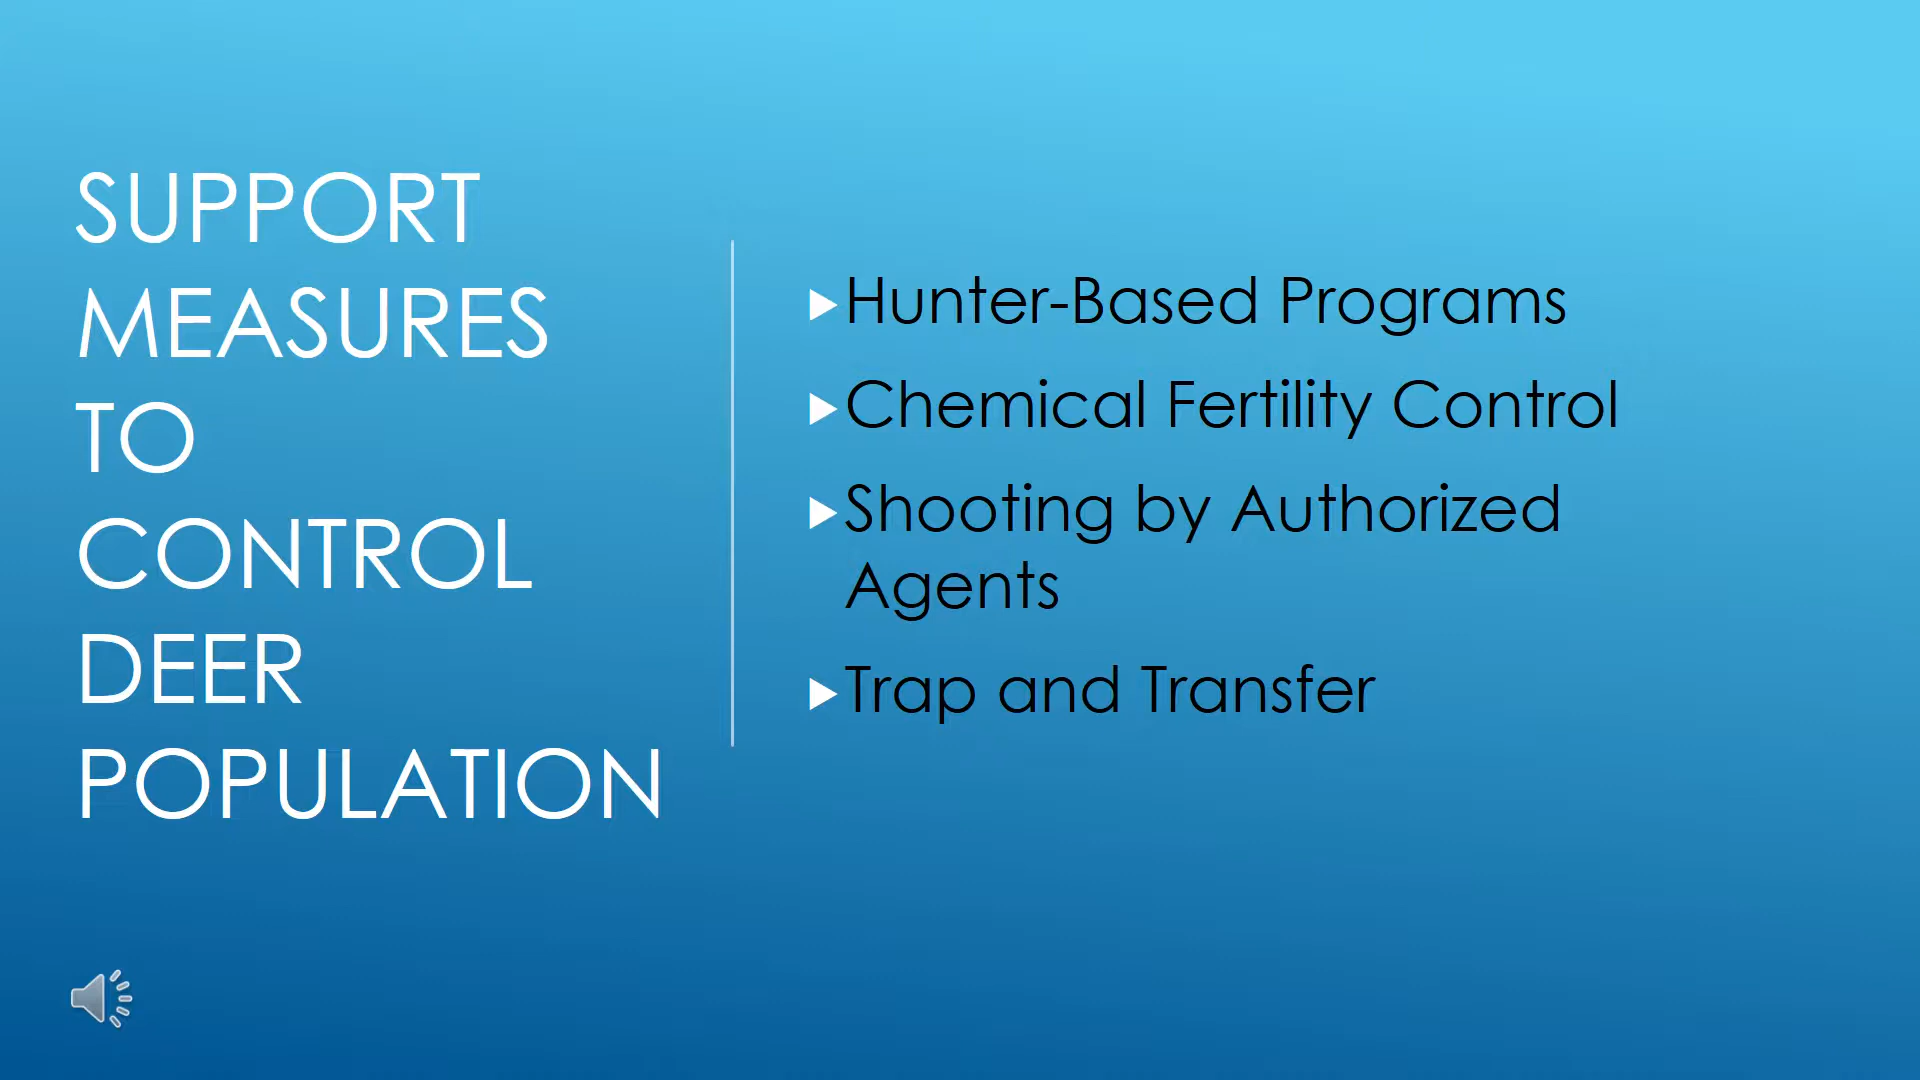 SUPPORT
MEASURES
TO
CONTROL
DEER
POPULATION
Hunter-Based Programs
Chemical Fertility Control
Shooting by Authorized
Agents
Trap and Transfer